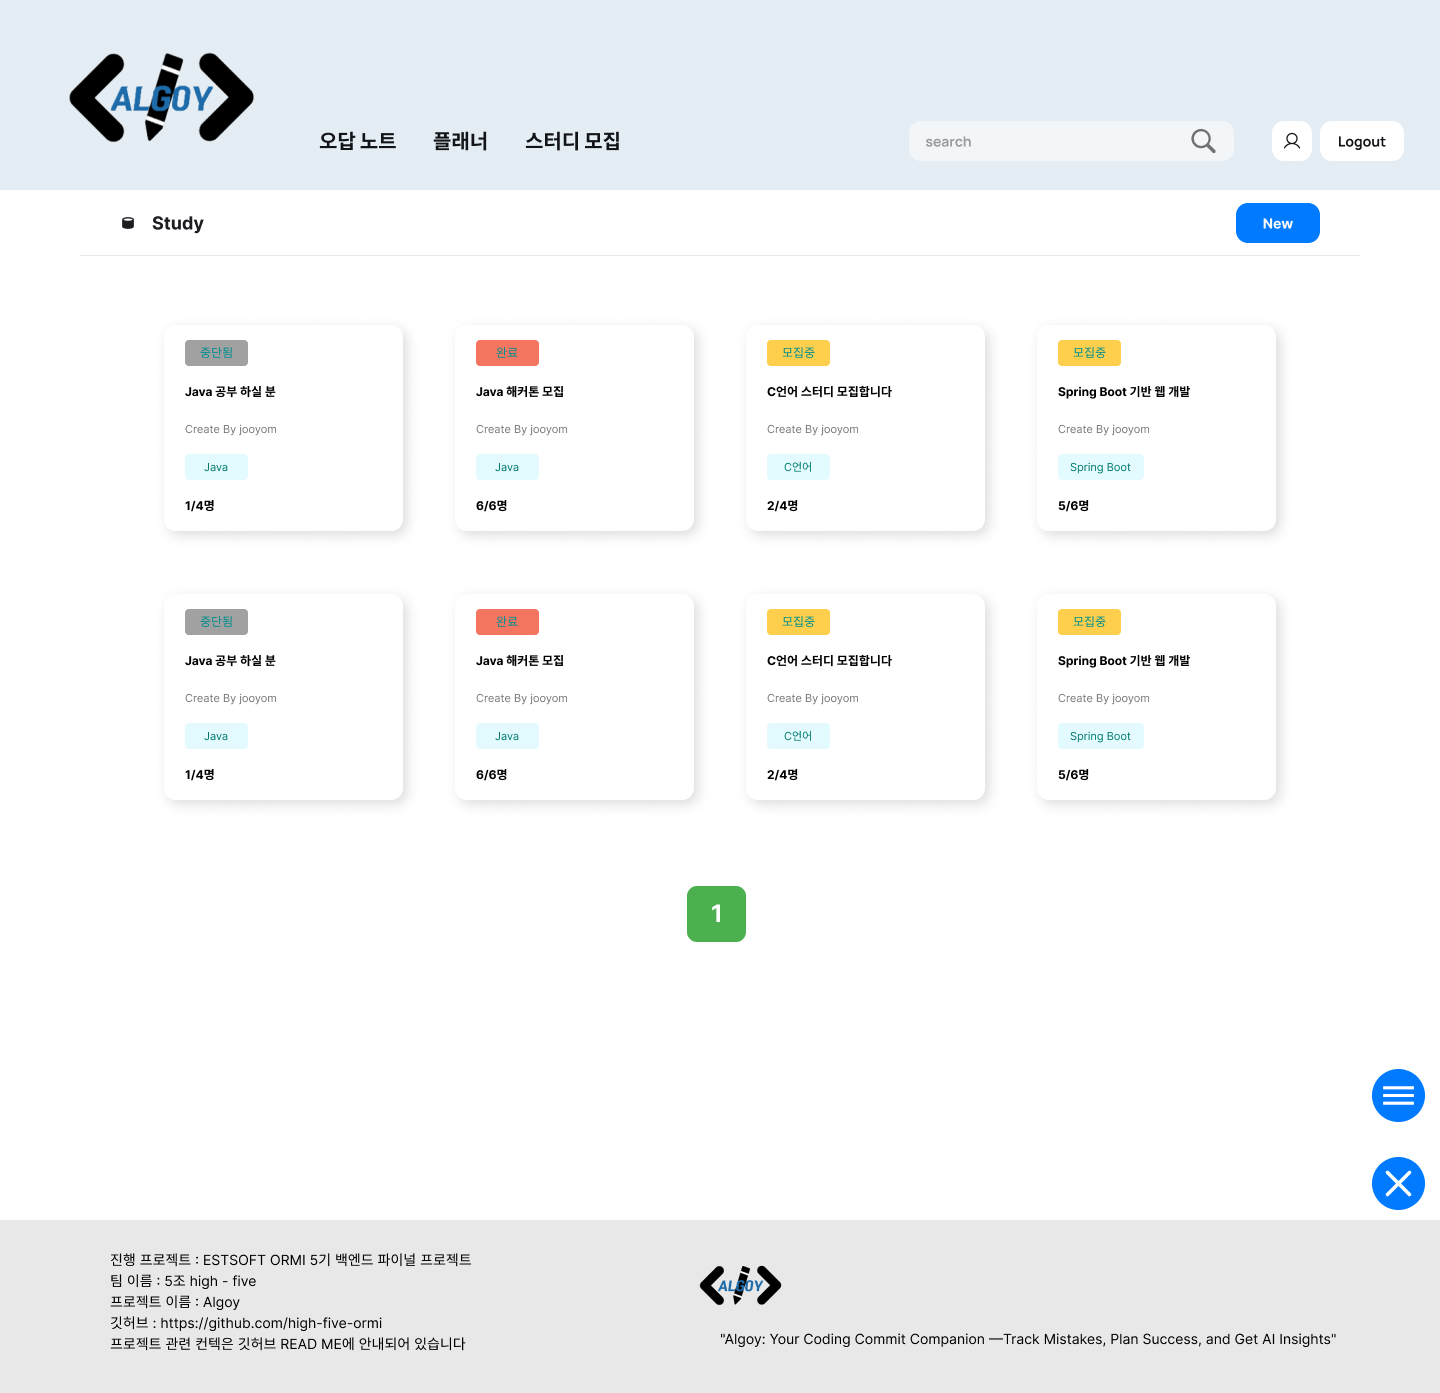 ALGOY
오답 노트 플래너 스터디 모집
search
Logout
Study
New
중단됨
Java 공부 하실 분
Create By jooyom
Java
1/4명
완료
Java 해커톤 모집
Create By jooyom
Java
6/6명
모집중
C언어 스터디 모집합니다
Create By jooyom
C언어
2/4명
모집중
Spring Boot 기반 웹 개발
Create By jooyom
Spring Boot
5/6명
중단됨
Java 공부 하실 분
Create By jooyom
Java
1/4명
완료
Java 해커톤 모집
Create By jooyom
Java
6/6명
모집중
C언어 스터디 모집합니다
Create By jooyom
C언어
2/4명
모집중
Spring Boot 기반 웹 개발
Create By jooyom
Spring Boot
5/6명
1
진행 프로젝트 : ESTSOFT ORMI 5기 백엔드 파이널 프로젝트
팀 이름 : 5조 high - five
프로젝트 이름 : Algoy
깃허브 : https://github.com/high-five-ormi
프로젝트 관련 컨텍은 깃허브 READ ME에 안내되어 있습니다
ALGOY
"Algoy: Your Coding Commit Companion —Track Mistakes, Plan Success, and Get AI Insights"